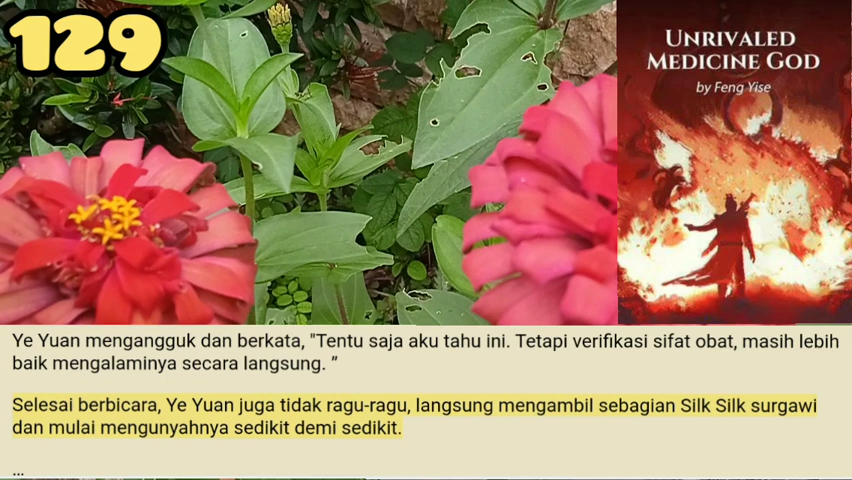 129
UNRIVALED
MEDICINE GOD
by Feng Yise
Ye Yuan mengangguk dan berkata, "Tentu saja aku tahu ini. Tetapi verifikasi sifat obat, masih lebih
baik mengalaminya secara langsung. ”
Selesai berbicara, Ye Yuan juga tidak ragu-ragu, langsung mengambil sebagian Silk Silk surgawi
dan mulai mengunyahnya sedikit demi sedikit.
...